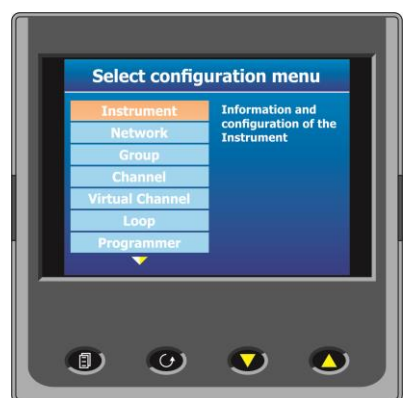 Select configuration menu
Instrument
Network
Group
Channel
Virtual Channel
Loop
Programmer
Information and
configuration of the
Instrument